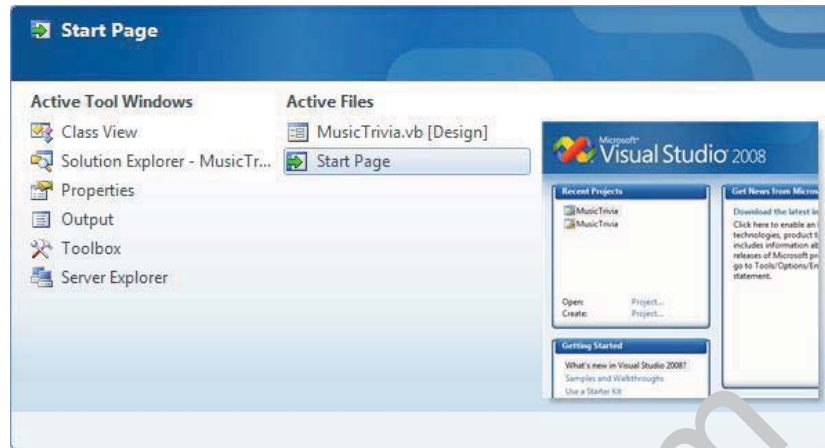 Start Page
Active Tool Windows
Class View
Solution Explorer - MusicTr...
Properties
Output
Toolbox
Server Explorer
Active Files
MusicTrivia.vb [Design]
Start Page
Microsoft
Visual Studio 2008
Recent Projects
MusicTrivia
MusicTrivia
Open: Project...
Create: Project...
Getting Started
What's new in Visual Studio 2008?
Samples and Walkthroughs
Use a Starter Kit
Get News from Micros
Download the latest in
Click here to enable an
technologies, product
includes information ab
releases of Microsoft pr
go to Tools/Options/En
statement.